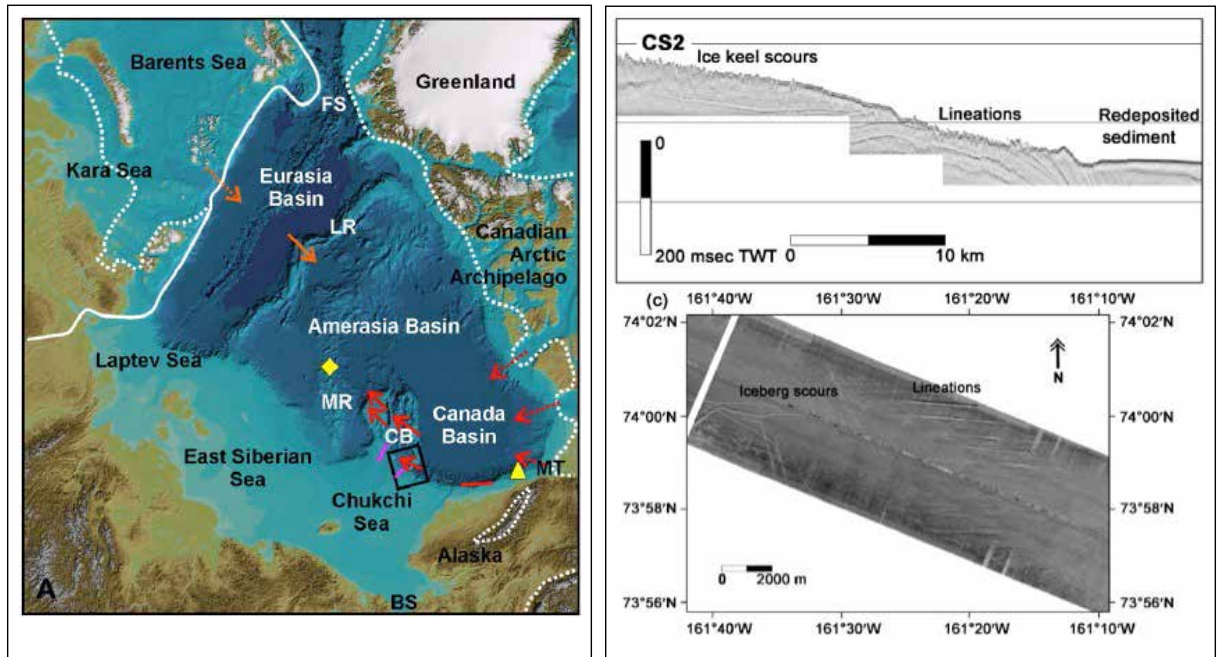 Barents Sea
Greenland
FS
Kara Sea
Eurasia
Basin
LR
Canadian
Arctic
Archipelago
Amerasia Basin
Laptev Sea
MR
Canada
Basin
CB
East Siberian
Sea
MT
Chukchi
Sea
Alaska
A
BS
CS2
Ice keel scours
Lineations
Redeposited
sediment
0
200 msec TWT
0 10 km
(c)
161°40'W 161°30'W 161°20'W 161°10'W
74°02'N 74°02'N
N
Iceberg scours Lineations
74°00'N 74°00'N
73°58'N 73°58'N
0 2000 m
73°56'N 73°56'N
161°40'W 161°30'W 161°20'W 161°10'W